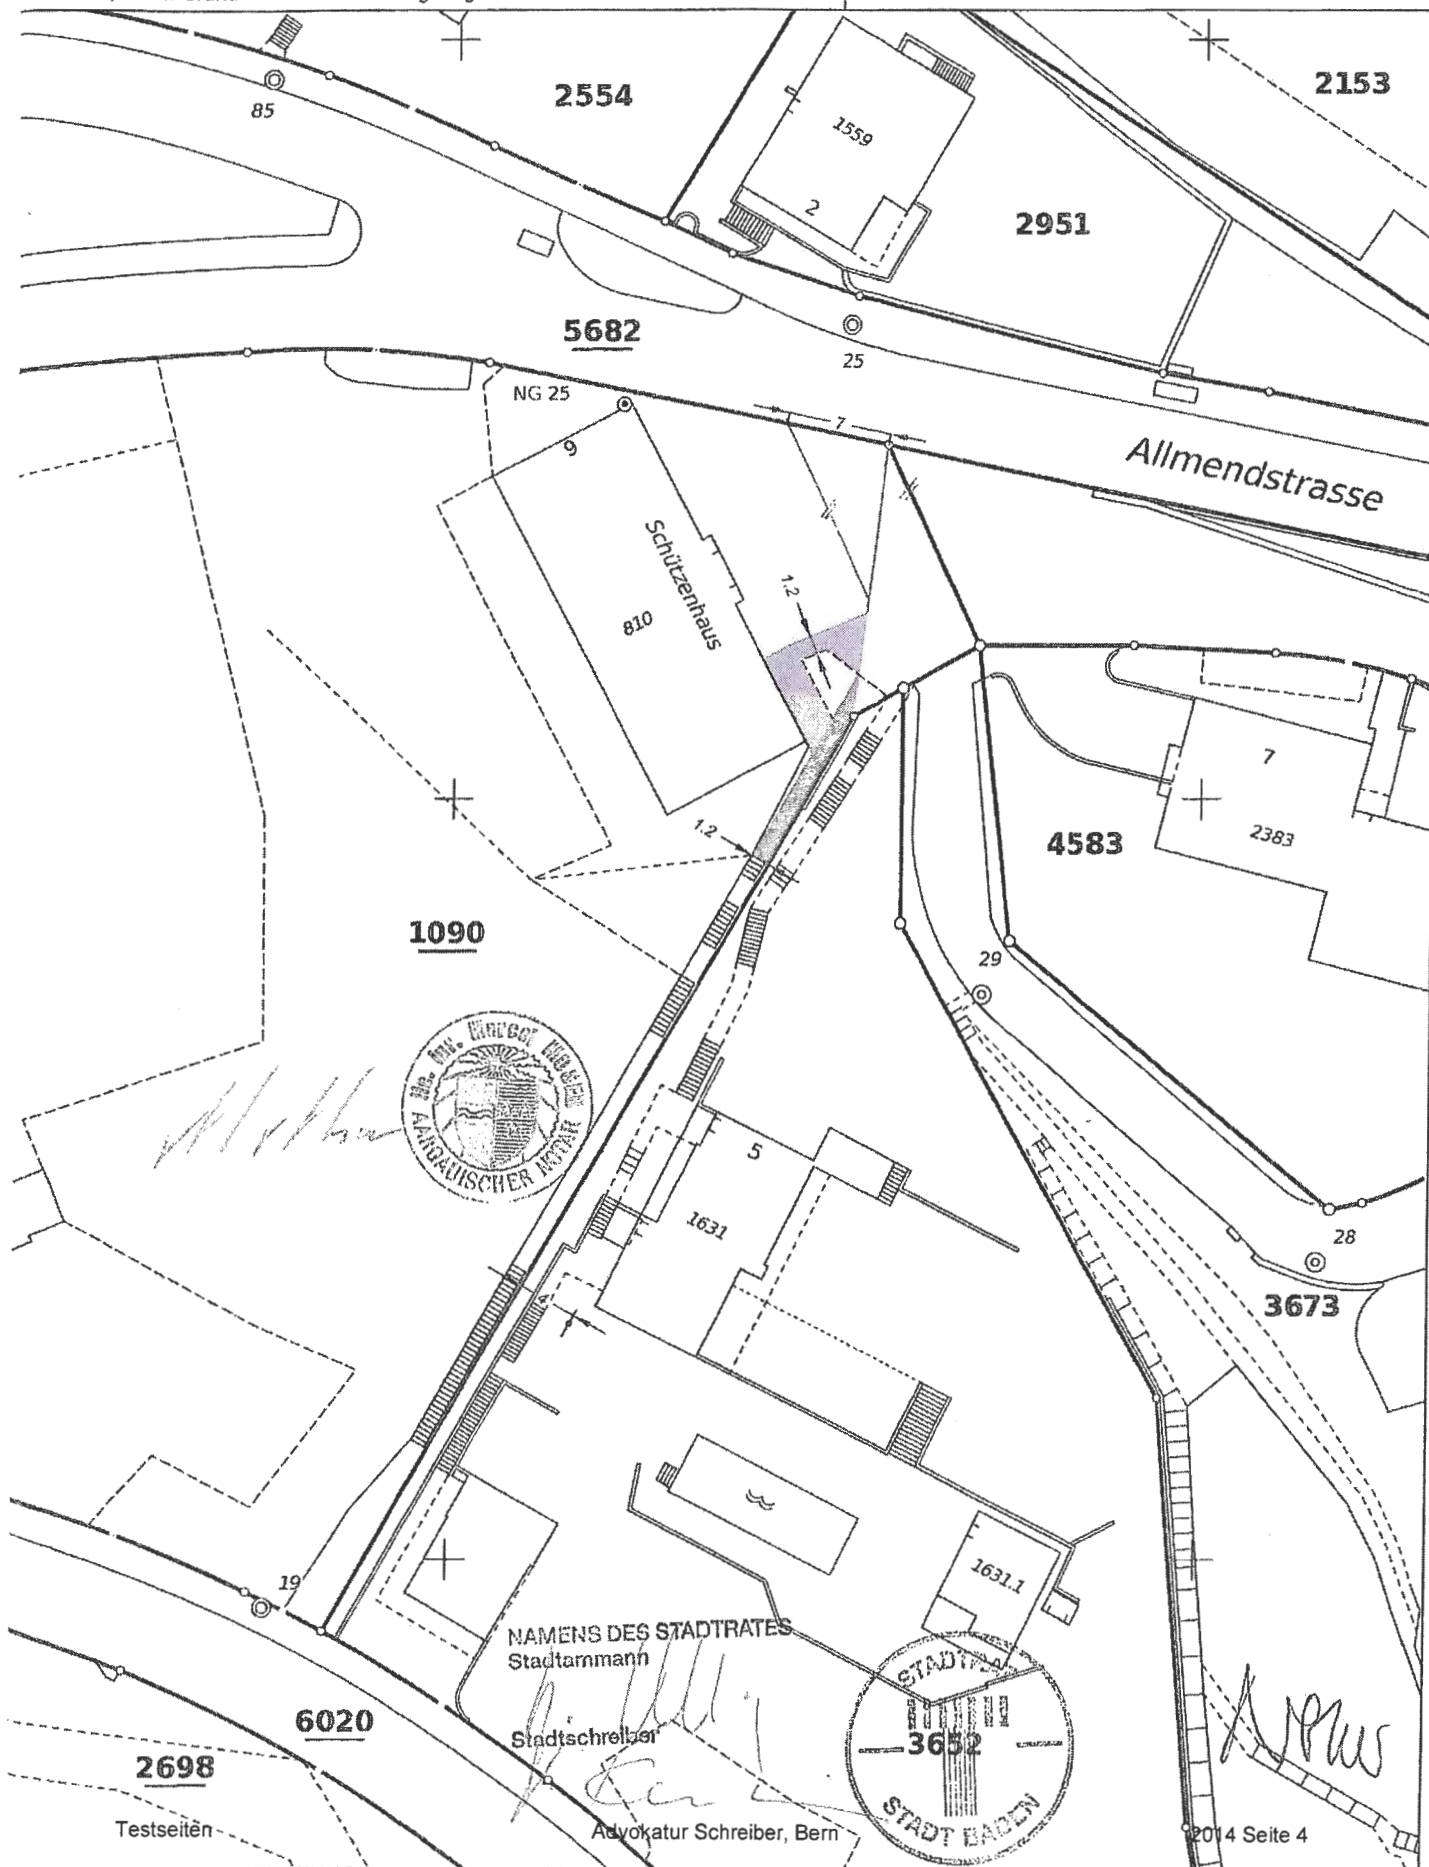 2554
2153
85
1559
2
2951
5682
25
NG 25
7
9
Allmendstrasse
Schützenhaus
1.2
810
7
4583
2383
1.2
1090
29
AARGAUISCHER NOTAR
5
1631
28
3673
4
1631.1
19
NAMENS DES STADTRATES
Stadtammann
STADTRAT
6020
Stadtschreiber
3652
2698
STADT BADEN
Testseiten
Advokatur Schreiber, Bern
2014 Seite 4